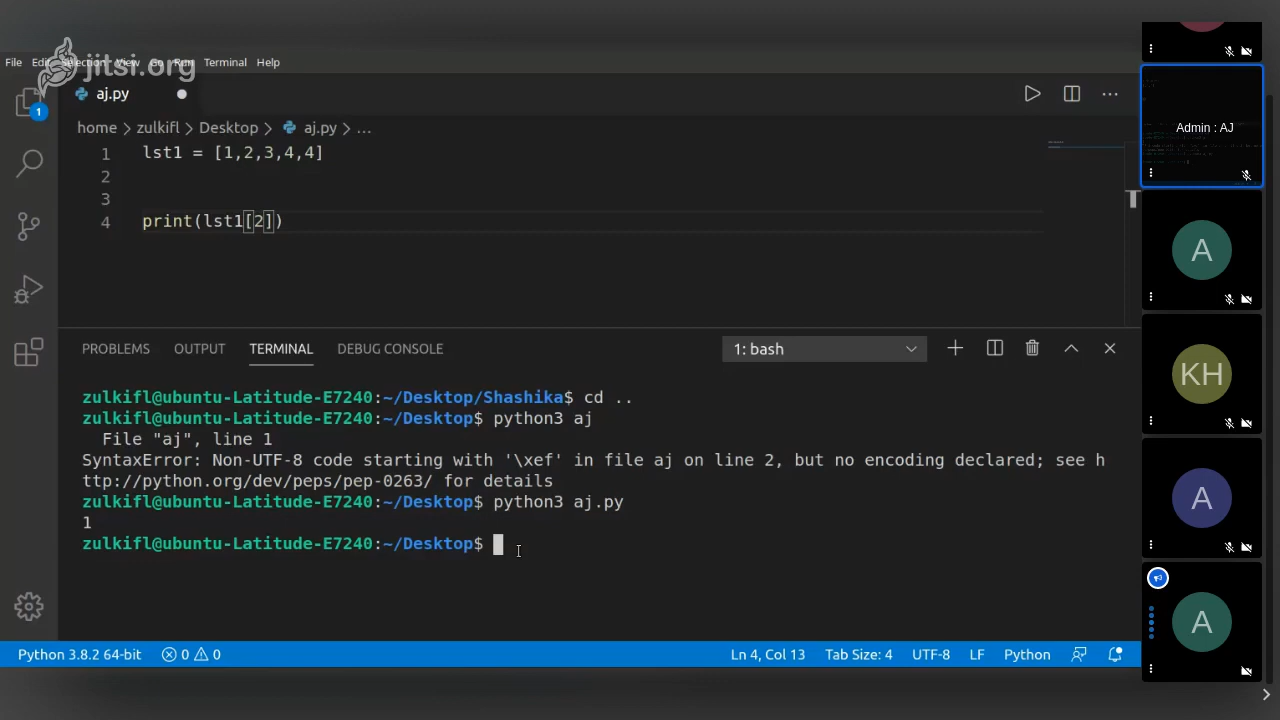 jitsi.org
File Edit Selection View Go Run Terminal Help
aj.py
1
home > zulkifl > Desktop > aj.py > ...
1 lst1 = [1,2,3,4,4]
2
3
4 print(lst1[2])
PROBLEMS OUTPUT TERMINAL DEBUG CONSOLE 1: bash
zulkifl@ubuntu-Latitude-E7240:~/Desktop/Shashika$ cd ..
zulkifl@ubuntu-Latitude-E7240:~/Desktop$ python3 aj
File "aj", line 1
SyntaxError: Non-UTF-8 code starting with '\xef' in file aj on line 2, but no encoding declared; see h
ttp://python.org/dev/peps/pep-0263/ for details
zulkifl@ubuntu-Latitude-E7240:~/Desktop$ python3 aj.py
1
zulkifl@ubuntu-Latitude-E7240:~/Desktop$
Python 3.8.2 64-bit 0 0 Ln 4, Col 13 Tab Size: 4 UTF-8 LF Python
Admin : AJ
A
KH
A
A